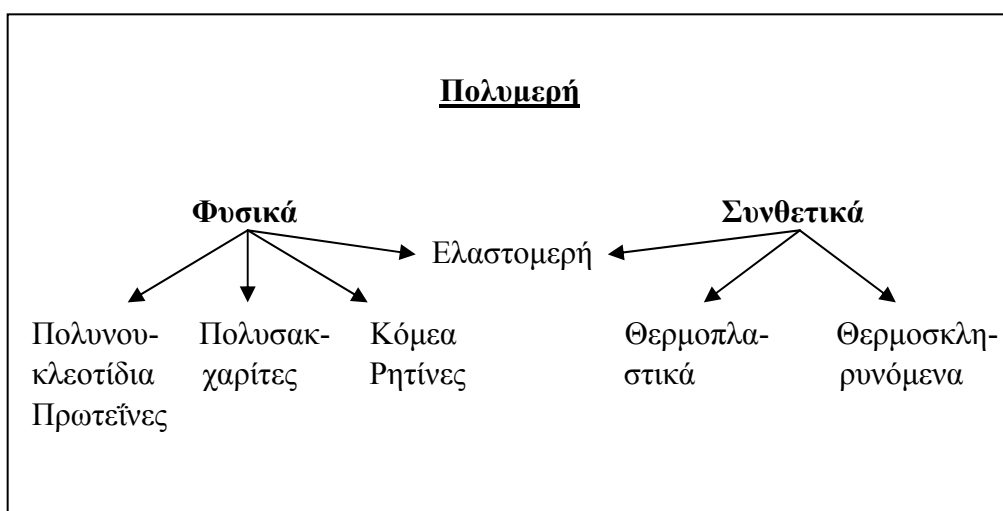 Πολυμερή
Φυσικά Συνθετικά
Ελαστομερή
Πολυνου- Πολυσακ- Κόμεα Θερμοπλα- Θερμοσκλη-
κλεοτίδια χαρίτες Ρητίνες στικά ρυνόμενα
Πρωτεΐνες